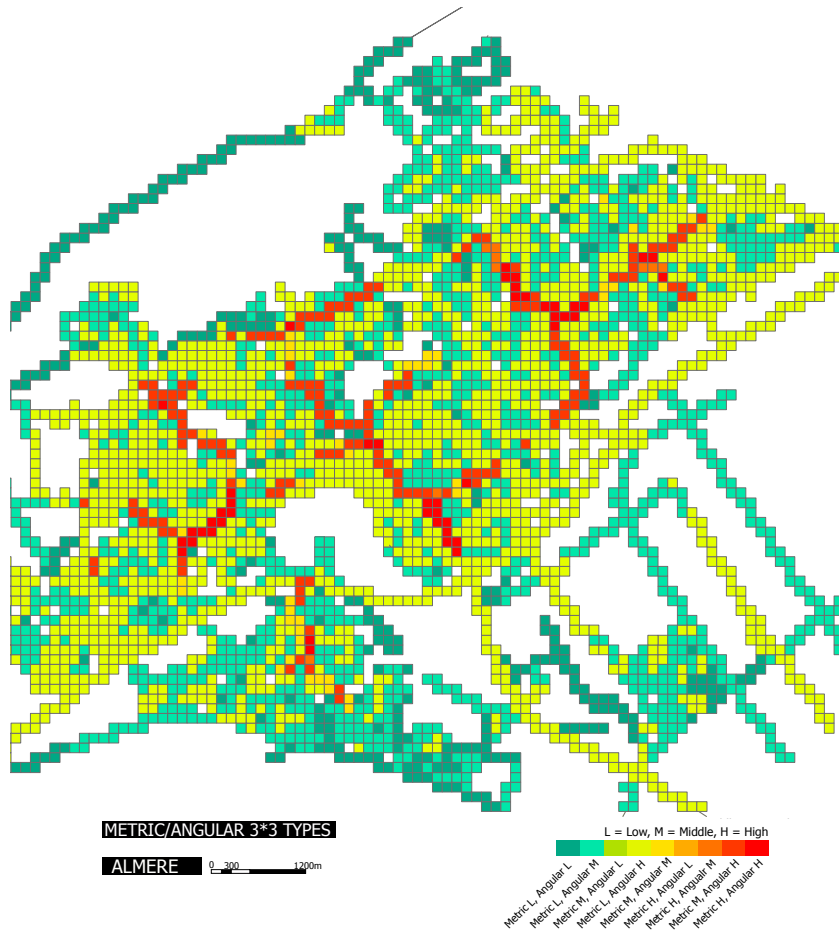 METRIC/ANGULAR 3*3 TYPES
ALMERE
0 300 1200m
L = Low, M = Middle, H = High
Metric L, Angular L
Metric L, Angular M
Metric M, Angular L
Metric L, Angular H
Metric M, Angular M
Metric H, Angular L
Metric H, Angualr M
Metric M, Angular H
Metric H, Angular H